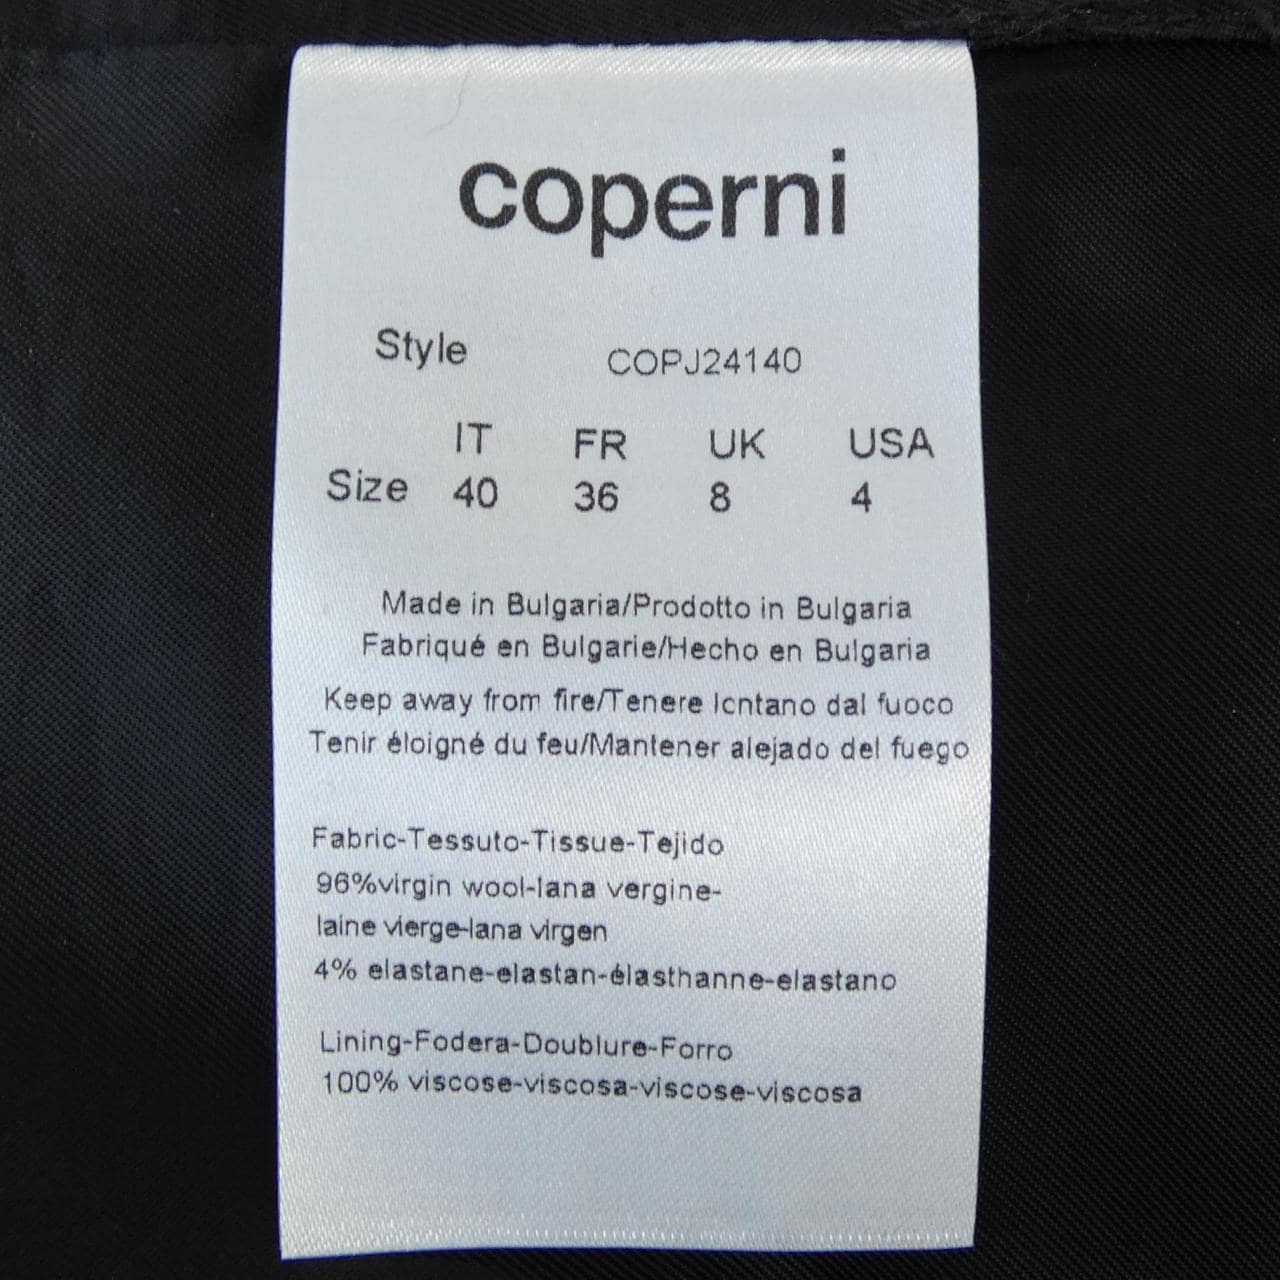 coperni
Style COPJ24140
IT FR UK USA
Size 40 36 8 4
Made in Bulgaria/Prodotto in Bulgaria
Fabriqué en Bulgarie/Hecho en Bulgaria
Keep away from fire/Tenere lcntano dal fuoco
Tenir éloigné du feu/Mantener alejado del fuego
Fabric-Tessuto-Tissue-Tejido
96%virgin wool-lana vergine-
laine vierge-lana virgen
4% elastane-elastan-élasthanne-elastano
Lining-Fodera-Doublure-Forro
100% viscose-viscosa-viscose-viscosa